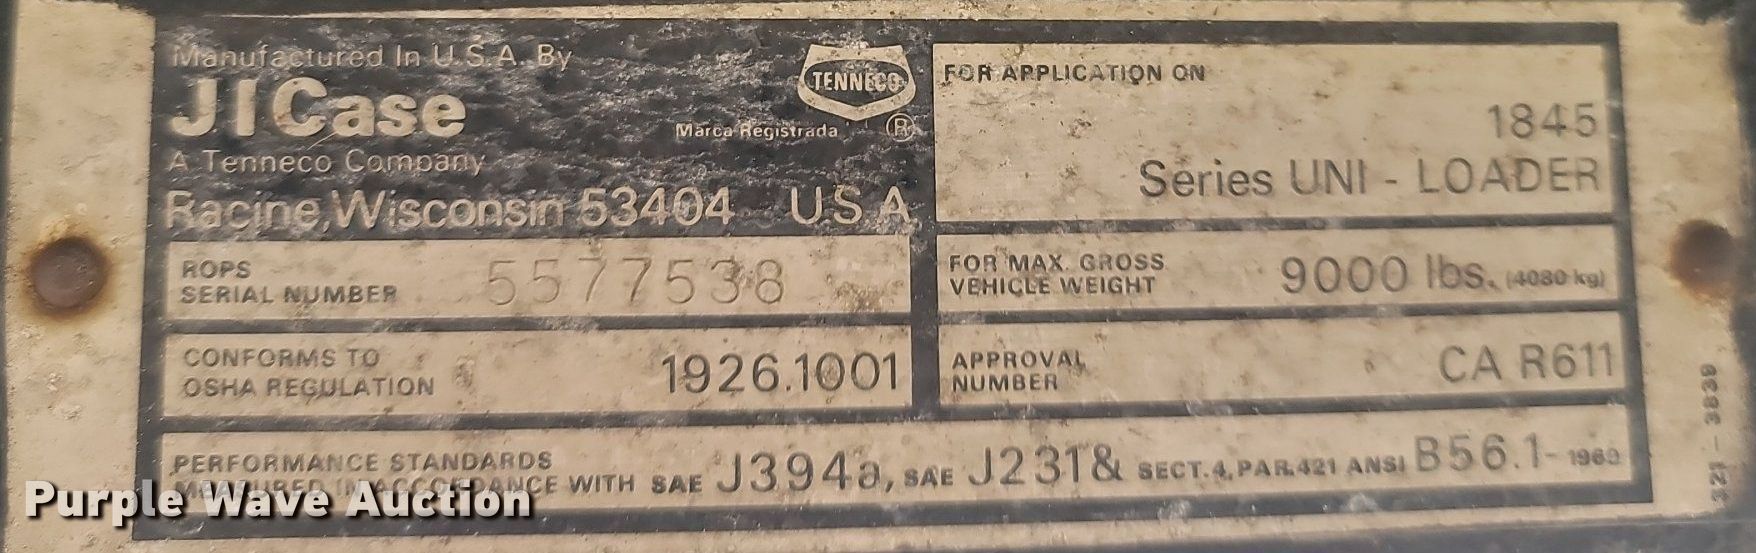 Manufactured In U.S.A. By
JI Case
A Tenneco Company
Racine, Wisconsin 53404 U.S.A.
TENNECO
Marca Registrada ®
FOR APPLICATION ON
1845
Series UNI - LOADER
ROPS
SERIAL NUMBER
5577538
FOR MAX. GROSS
VEHICLE WEIGHT
9000 lbs. (4080 kg)
CONFORMS TO
OSHA REGULATION
1926.1001
APPROVAL
NUMBER
CA R611
PERFORMANCE STANDARDS
MEASURED IN ACCORDANCE WITH SAE J394a, SAE J231& SECT.4, PAR.421 ANSI B56.1-
321 - 3839
Purple Wave Auction